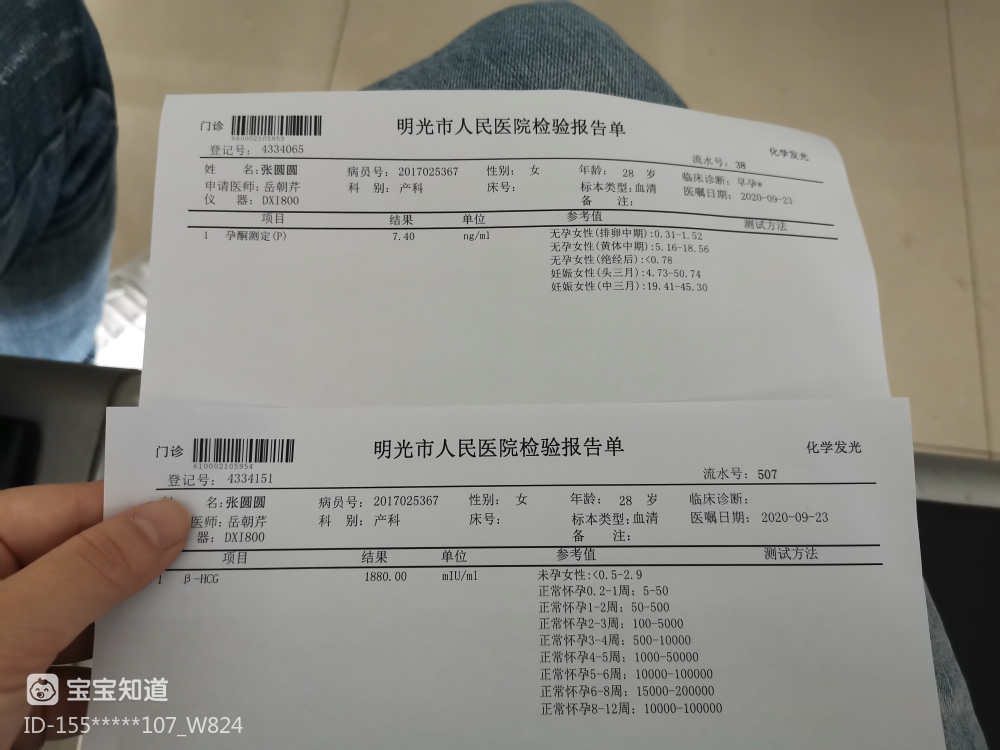 门诊
610002105955
明光市人民医院检验报告单
化学发光
登记号: 4334065
流水号: 38
姓 名:张圆圆 病员号: 2017025367 性别: 女 年龄: 28 岁 临床诊断: 早孕*
申请医师: 岳朝芹 科 别: 产科 床号: 标本类型:血清 医嘱日期: 2020-09-23
仪 器: DXI800 备 注:
项目 结果 单位 参考值 测试方法
1 孕酮测定(P) 7.40 ng/ml 无孕女性(排卵中期):0.31-1.52
无孕女性(黄体中期):5.16-18.56
无孕女性(绝经后):<0.78
妊娠女性(头三月):4.73-50.74
妊娠女性(中三月):19.41-45.30
门诊
610002105954
明光市人民医院检验报告单
化学发光
登记号: 4334151
流水号: 507
姓 名:张圆圆 病员号: 2017025367 性别: 女 年龄: 28 岁 临床诊断:
医师: 岳朝芹 科 别: 产科 床号: 标本类型:血清 医嘱日期: 2020-09-23
器: DXI800 备 注:
项目 结果 单位 参考值 测试方法
1 β-HCG 1880.00 mIU/ml 未孕女性:<0.5-2.9
正常怀孕0.2-1周: 5-50
正常怀孕1-2周: 50-500
正常怀孕2-3周: 100-5000
正常怀孕3-4周: 500-10000
正常怀孕4-5周: 1000-50000
正常怀孕5-6周: 10000-100000
正常怀孕6-8周: 15000-200000
正常怀孕8-12周: 10000-100000
宝宝知道
ID-155*****107_W824